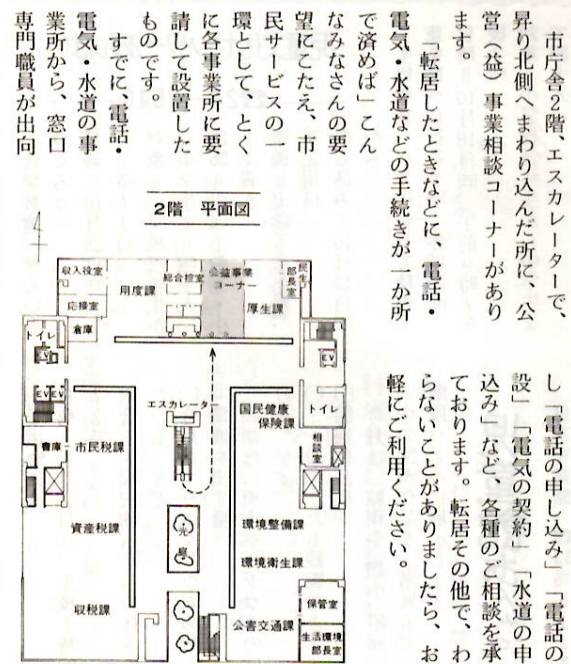 市庁舎2階、エスカレーターで、
昇り北側へまわり込んだ所に、公
営(益)事業相談コーナーがあり
ます。
「転居したときなどに、電話・
電気・水道などの手続きが一か所
で済めば」こん
なみなさんの要
望にこたえ、市
民サービスの一
環として、とく
に各事業所に要
請して設置した
ものです。
すでに、電話・
電気・水道の事
業所から、窓口
専門職員が出向
し「電話の申し込み」「電話の
設」「電気の契約」「水道の申
込み」など、各種のご相談を承
ております。転居その他で、わ
らないことがありましたら、お
軽にご利用ください。
2階 平面図
収入役室
用度課
総合控室
公益事業
コーナー
民生
部長室
応接室
厚生課
倉庫
トイレ
EV
EV
EV
EV
エスカレーター
国民健康
保険課
トイレ
書庫
市民税課
相談室
資産税課
光庭
環境整備課
環境衛生課
収税課
公害交通課
保管室
生活環境
部長室